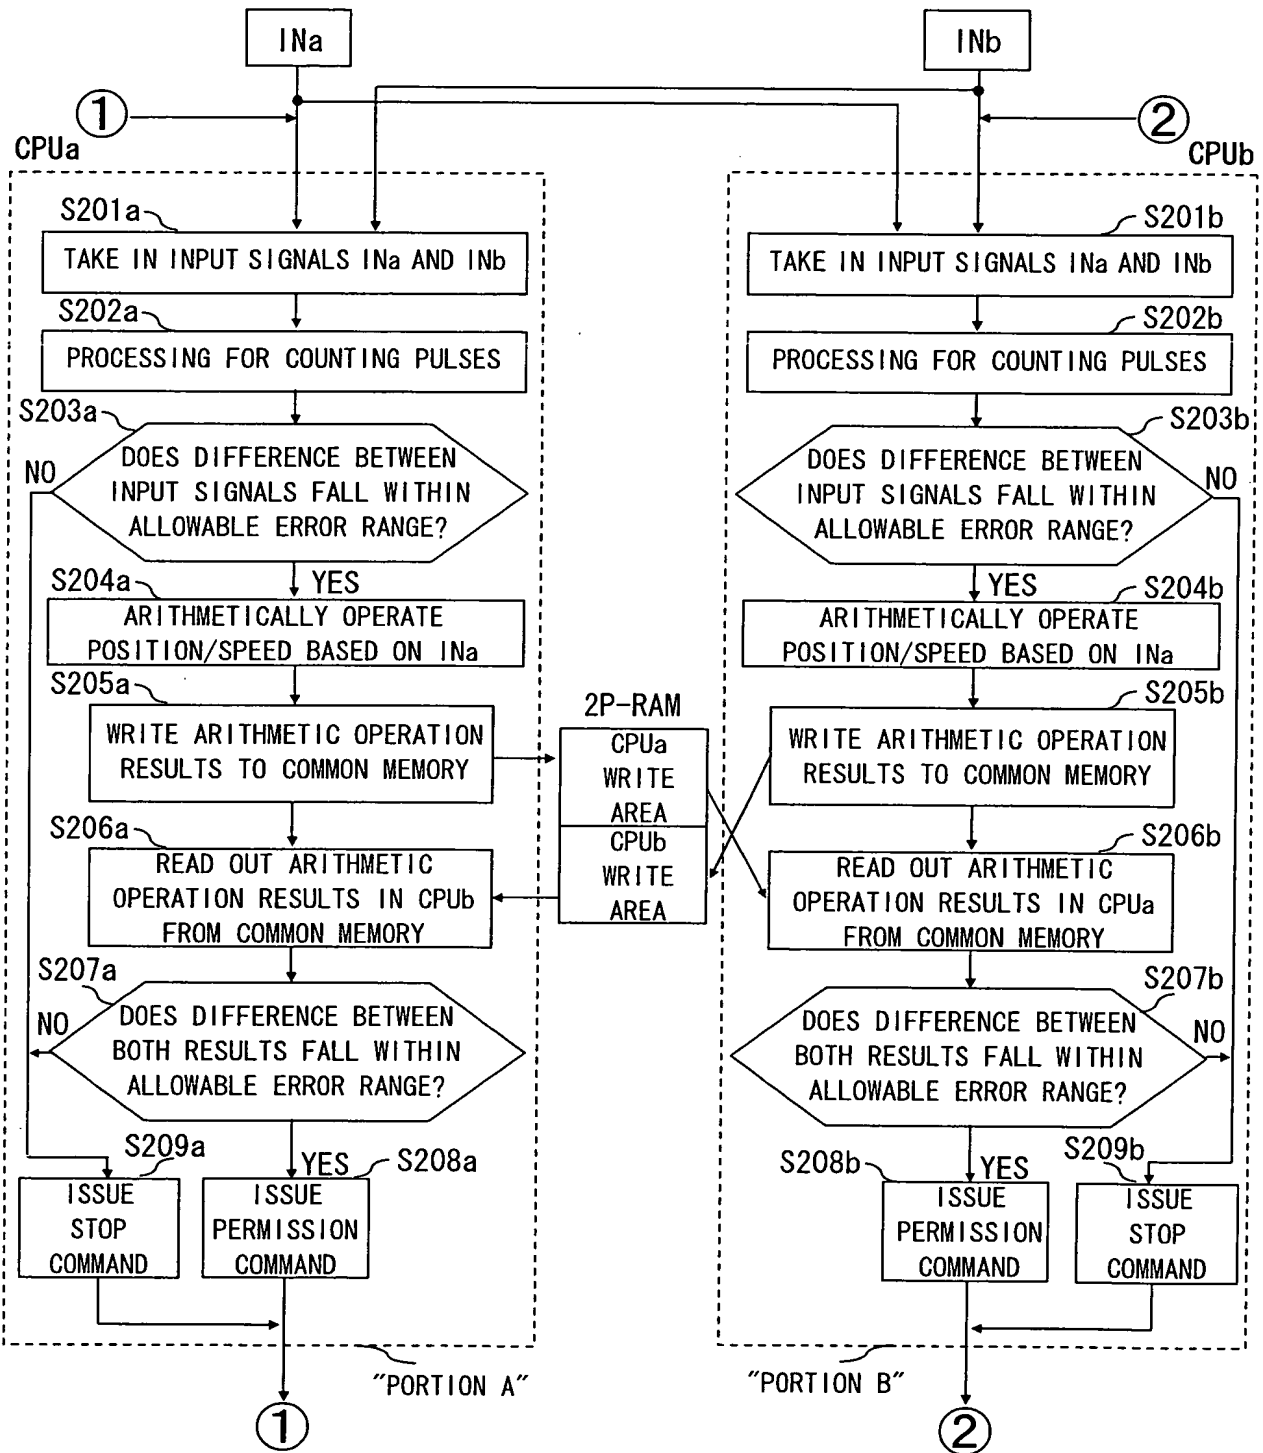 INa
INb
①
②
CPUa
CPUb
S201a
TAKE IN INPUT SIGNALS INa AND INb
S202a
PROCESSING FOR COUNTING PULSES
S203a
DOES DIFFERENCE BETWEEN
INPUT SIGNALS FALL WITHIN
ALLOWABLE ERROR RANGE?
NO
YES
S204a
ARITHMETICALLY OPERATE
POSITION/SPEED BASED ON INa
S205a
WRITE ARITHMETIC OPERATION
RESULTS TO COMMON MEMORY
S206a
READ OUT ARITHMETIC
OPERATION RESULTS IN CPUb
FROM COMMON MEMORY
S207a
DOES DIFFERENCE BETWEEN
BOTH RESULTS FALL WITHIN
ALLOWABLE ERROR RANGE?
NO
YES
S209a
ISSUE
STOP
COMMAND
S208a
ISSUE
PERMISSION
COMMAND
"PORTION A"
①
2P-RAM
CPUa
WRITE
AREA
CPUb
WRITE
AREA
S201b
TAKE IN INPUT SIGNALS INa AND INb
S202b
PROCESSING FOR COUNTING PULSES
S203b
DOES DIFFERENCE BETWEEN
INPUT SIGNALS FALL WITHIN
ALLOWABLE ERROR RANGE?
NO
YES
S204b
ARITHMETICALLY OPERATE
POSITION/SPEED BASED ON INa
S205b
WRITE ARITHMETIC OPERATION
RESULTS TO COMMON MEMORY
S206b
READ OUT ARITHMETIC
OPERATION RESULTS IN CPUa
FROM COMMON MEMORY
S207b
DOES DIFFERENCE BETWEEN
BOTH RESULTS FALL WITHIN
ALLOWABLE ERROR RANGE?
NO
YES
S208b
ISSUE
PERMISSION
COMMAND
S209b
ISSUE
STOP
COMMAND
"PORTION B"
②